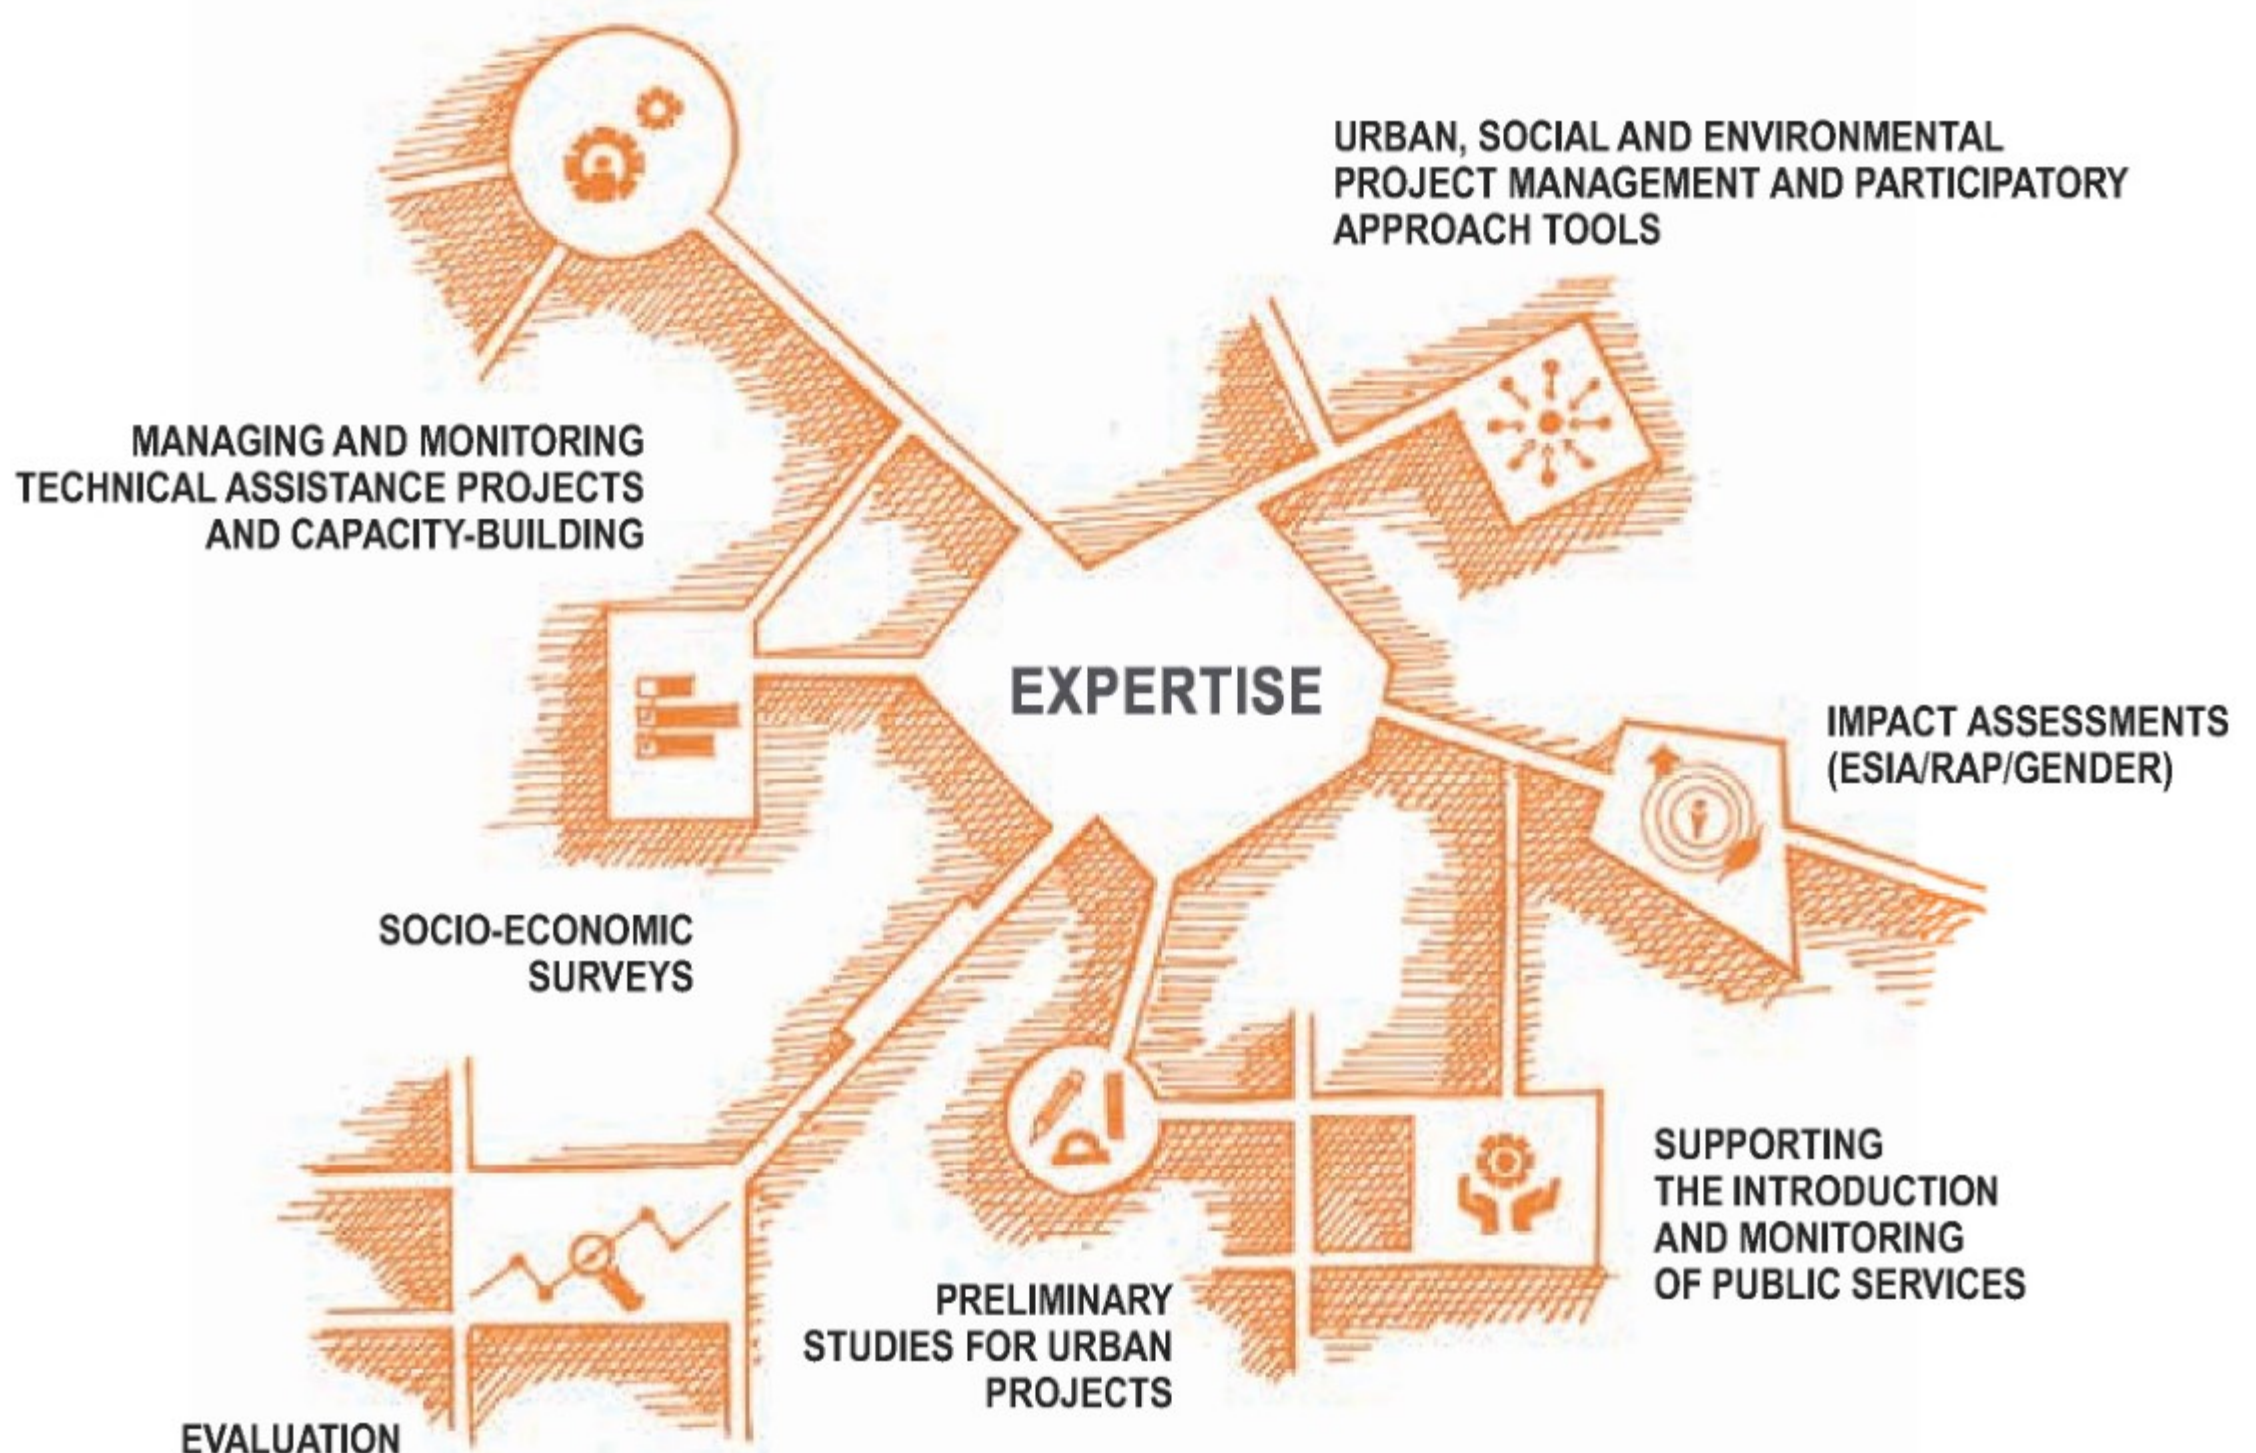 URBAN, SOCIAL AND ENVIRONMENTAL
PROJECT MANAGEMENT AND PARTICIPATORY
APPROACH TOOLS
MANAGING AND MONITORING
TECHNICAL ASSISTANCE PROJECTS
AND CAPACITY-BUILDING
EXPERTISE
IMPACT ASSESSMENTS
(ESIA/RAP/GENDER)
SOCIO-ECONOMIC
SURVEYS
SUPPORTING
THE INTRODUCTION
AND MONITORING
OF PUBLIC SERVICES
PRELIMINARY
STUDIES FOR URBAN
PROJECTS
EVALUATION